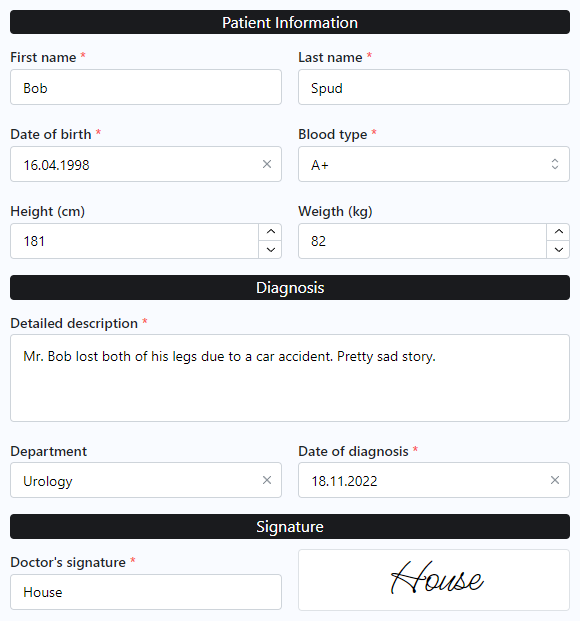 Patient Information
First name * Last name *
Bob Spud
Date of birth * Blood type *
16.04.1998 A+
Height (cm) Weigth (kg)
181 82
Diagnosis
Detailed description *
Mr. Bob lost both of his legs due to a car accident. Pretty sad story.
Department Date of diagnosis *
Urology 18.11.2022
Signature
Doctor's signature * House
House